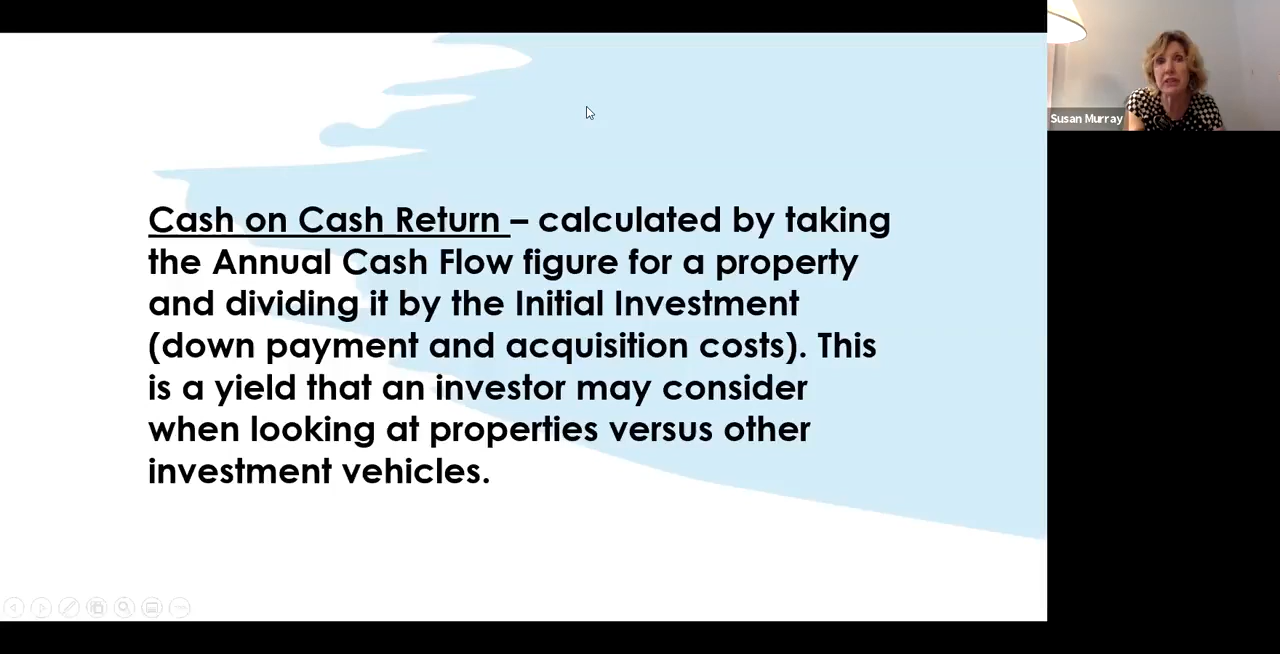 Cash on Cash Return – calculated by taking
the Annual Cash Flow figure for a property
and dividing it by the Initial Investment
(down payment and acquisition costs). This
is a yield that an investor may consider
when looking at properties versus other
investment vehicles.
Susan Murray